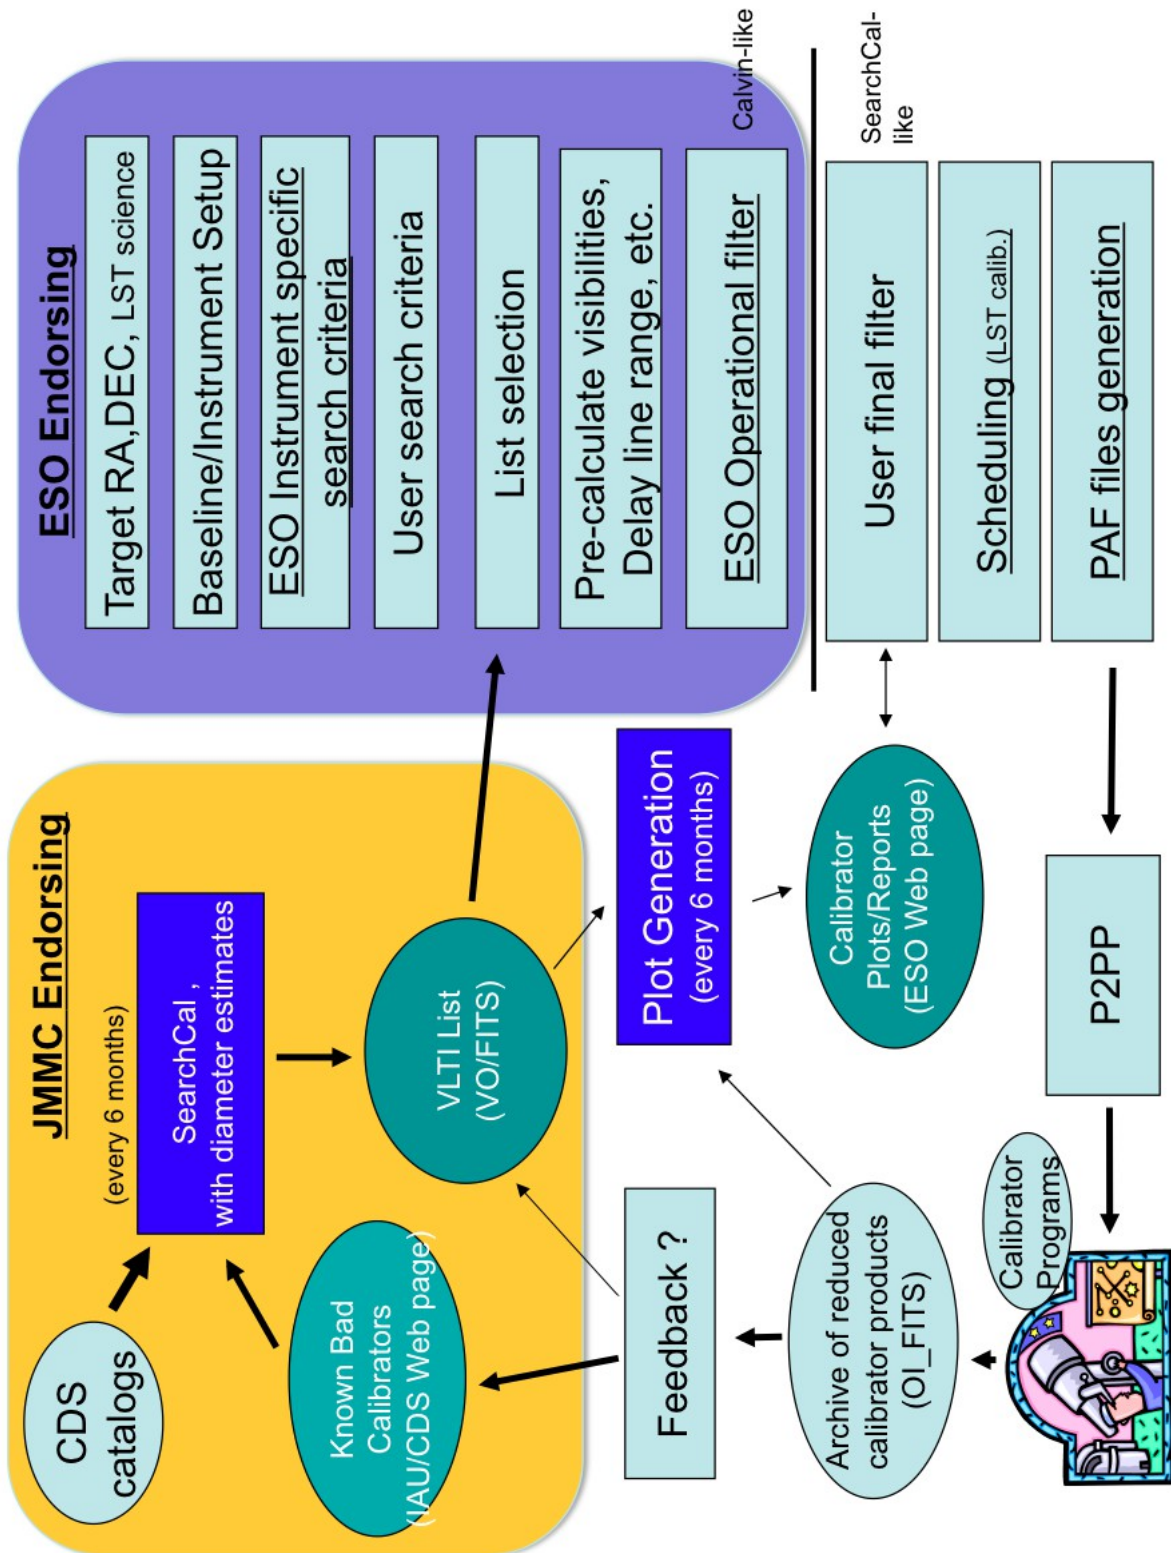 JMMC Endorsing
(every 6 months)
CDS
catalogs
SearchCal ,
with diameter estimates
Known Bad
Calibrators
(IAU/CDS Web page)
VLTI List
(VO/FITS)
Feedback ?
Plot Generation
(every 6 months)
Archive of reduced
calibrator products
(OI_FITS)
Calibrator
Plots/Reports
(ESO Web page)
Calibrator
Programs
P2PP
ESO Endorsing
Target RA,DEC, LST science
Baseline/Instrument Setup
ESO Instrument specific
search criteria
User search criteria
List selection
Pre-calculate visibilities,
Delay line range, etc.
ESO Operational filter
Calvin-like
SearchCal-
like
User final filter
Scheduling (LST calib.)
PAF files generation